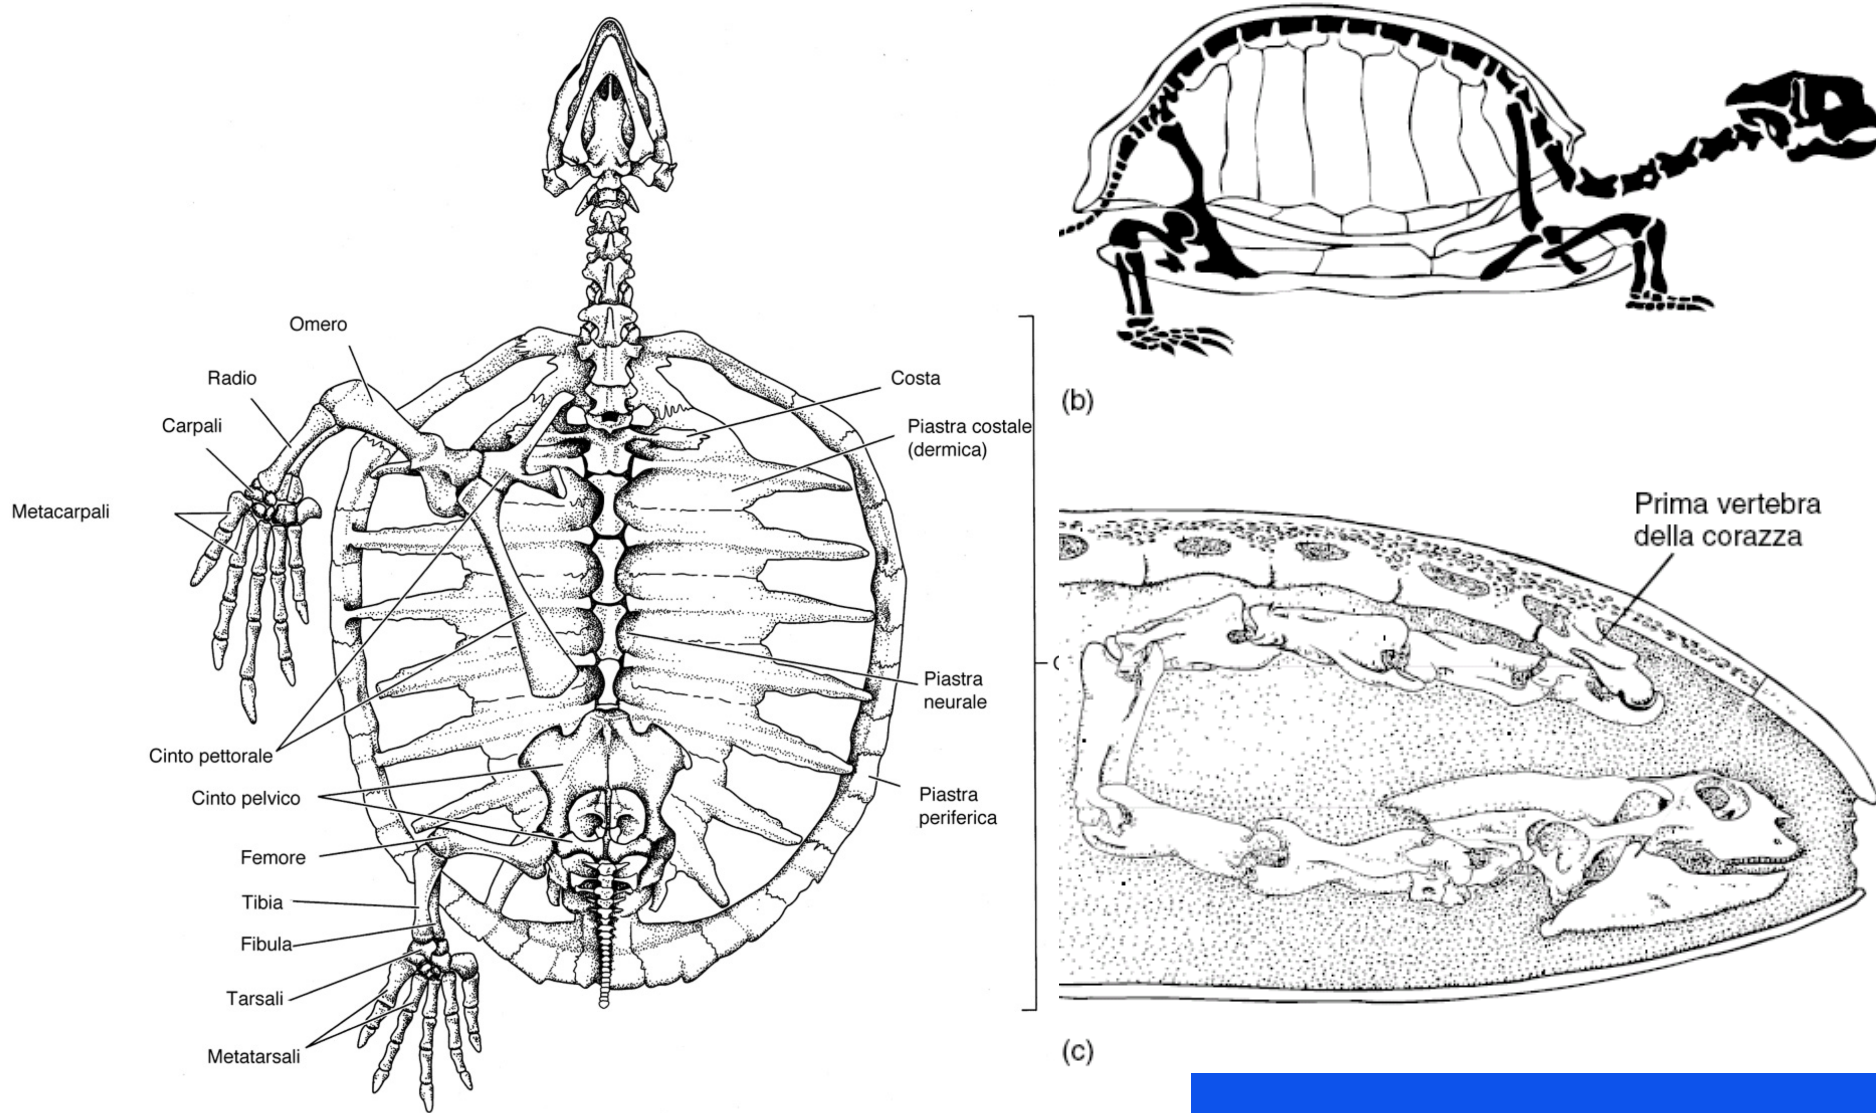 Omero
Radio
Carpali
Metacarpali
Cinto pettorale
Cinto pelvico
Femore
Tibia
Fibula
Tarsali
Metatarsali
Costa
Piastra costale
(dermica)
Piastra
neurale
Piastra
periferica
(b)
Prima vertebra
della corazza
(c)